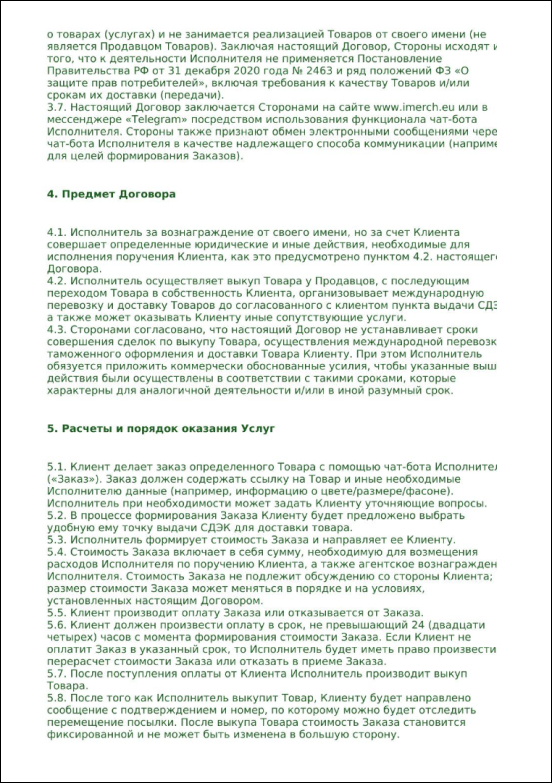 о товарах (услугах) и не занимается реализацией Товаров от своего имени (не
является Продавцом Товаров). Заключая настоящий Договор, Стороны исходят и
того, что к деятельности Исполнителя не применяется Постановление
Правительства РФ от 31 декабря 2020 года № 2463 и ряд положений ФЗ «О
защите прав потребителей», включая требования к качеству Товаров и/или
срокам их доставки (передачи).
3.7. Настоящий Договор заключается Сторонами на сайте www.imerch.eu или в
мессенджере «Telegram» посредством использования функционала чат-бота
Исполнителя. Стороны также признают обмен электронными сообщениями чере
чат-бота Исполнителя в качестве надлежащего способа коммуникации (наприме
для целей формирования Заказов).
4. Предмет Договора
4.1. Исполнитель за вознаграждение от своего имени, но за счет Клиента
совершает определенные юридические и иные действия, необходимые для
исполнения поручения Клиента, как это предусмотрено пунктом 4.2. настоящег
Договора.
4.2. Исполнитель осуществляет выкуп Товара у Продавцов, с последующим
переходом Товара в собственность Клиента, организовывает международную
перевозку и доставку Товаров до согласованного с клиентом пункта выдачи СДЭ
а также может оказывать Клиенту иные сопутствующие услуги.
4.3. Сторонами согласовано, что настоящий Договор не устанавливает сроки
совершения сделок по выкупу Товара, осуществления международной перевозк
таможенного оформления и доставки Товара Клиенту. При этом Исполнитель
обязуется приложить коммерчески обоснованные усилия, чтобы указанные выш
действия были осуществлены в соответствии с такими сроками, которые
характерны для аналогичной деятельности и/или в иной разумный срок.
5. Расчеты и порядок оказания Услуг
5.1. Клиент делает заказ определенного Товара с помощью чат-бота Исполнител
(«Заказ»). Заказ должен содержать ссылку на Товар и иные необходимые
Исполнителю данные (например, информацию о цвете/размере/фасоне).
Исполнитель при необходимости может задать Клиенту уточняющие вопросы.
5.2. В процессе формирования Заказа Клиенту будет предложено выбрать
удобную ему точку выдачи СДЭК для доставки товара.
5.3. Исполнитель формирует стоимость Заказа и направляет ее Клиенту.
5.4. Стоимость Заказа включает в себя сумму, необходимую для возмещения
расходов Исполнителя по поручению Клиента, а также агентское вознагражден
Исполнителя. Стоимость Заказа не подлежит обсуждению со стороны Клиента;
размер стоимости Заказа может меняться в порядке и на условиях,
установленных настоящим Договором.
5.5. Клиент производит оплату Заказа или отказывается от Заказа.
5.6. Клиент должен произвести оплату в срок, не превышающий 24 (двадцати
четырех) часов с момента формирования стоимости Заказа. Если Клиент не
оплатит Заказ в указанный срок, то Исполнитель будет иметь право произвести
перерасчет стоимости Заказа или отказать в приеме Заказа.
5.7. После поступления оплаты от Клиента Исполнитель производит выкуп
Товара.
5.8. После того как Исполнитель выкупит Товар, Клиенту будет направлено
сообщение с подтверждением и номер, по которому можно будет отследить
перемещение посылки. После выкупа Товара стоимость Заказа становится
фиксированной и не может быть изменена в большую сторону.